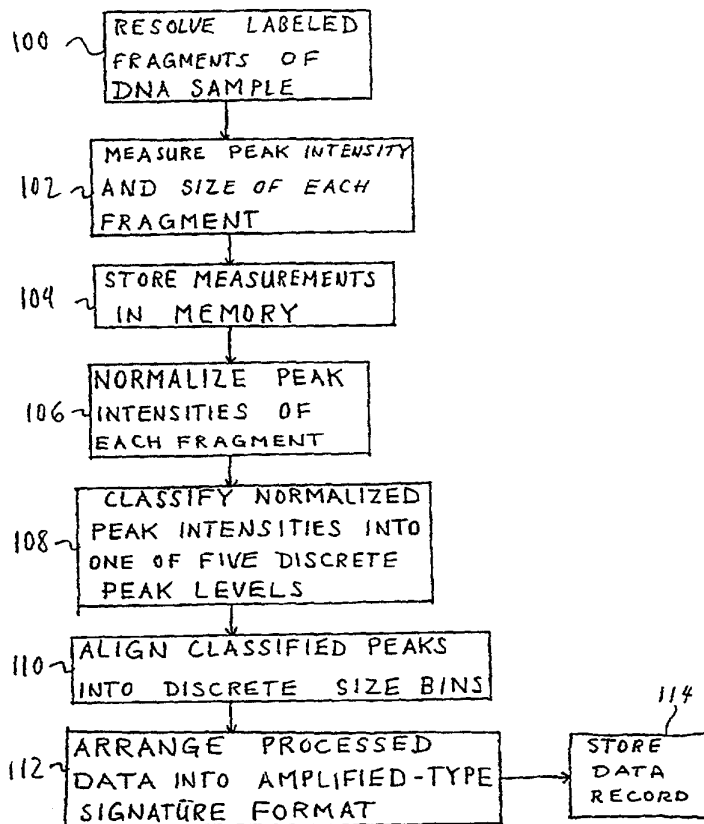 100
RESOLVE LABELED
FRAGMENTS OF
DNA SAMPLE
102
MEASURE PEAK INTENSITY
AND SIZE OF EACH
FRAGMENT
104
STORE MEASUREMENTS
IN MEMORY
106
NORMALIZE PEAK
INTENSITIES OF
EACH FRAGMENT
108
CLASSIFY NORMALIZED
PEAK INTENSITIES INTO
ONE OF FIVE DISCRETE
PEAK LEVELS
110
ALIGN CLASSIFIED PEAKS
INTO DISCRETE SIZE BINS
112
ARRANGE PROCESSED
DATA INTO AMPLIFIED-TYPE
SIGNATURE FORMAT
114
STORE
DATA
RECORD